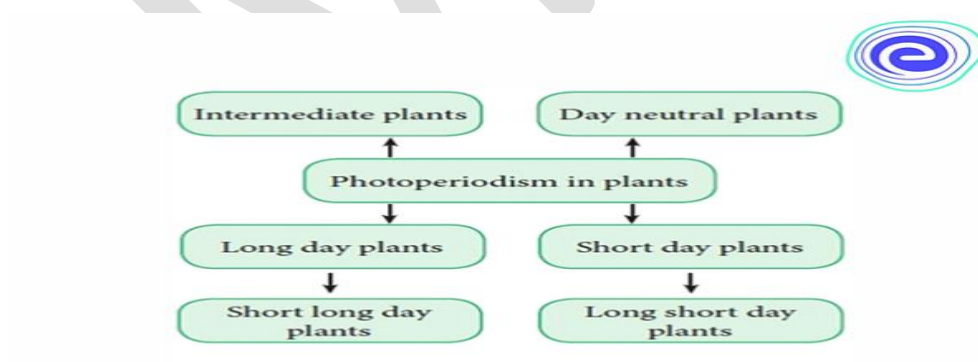 Intermediate plants
Day neutral plants
Photoperiodism in plants
Long day plants
Short day plants
Short long day
plants
Long short day
plants